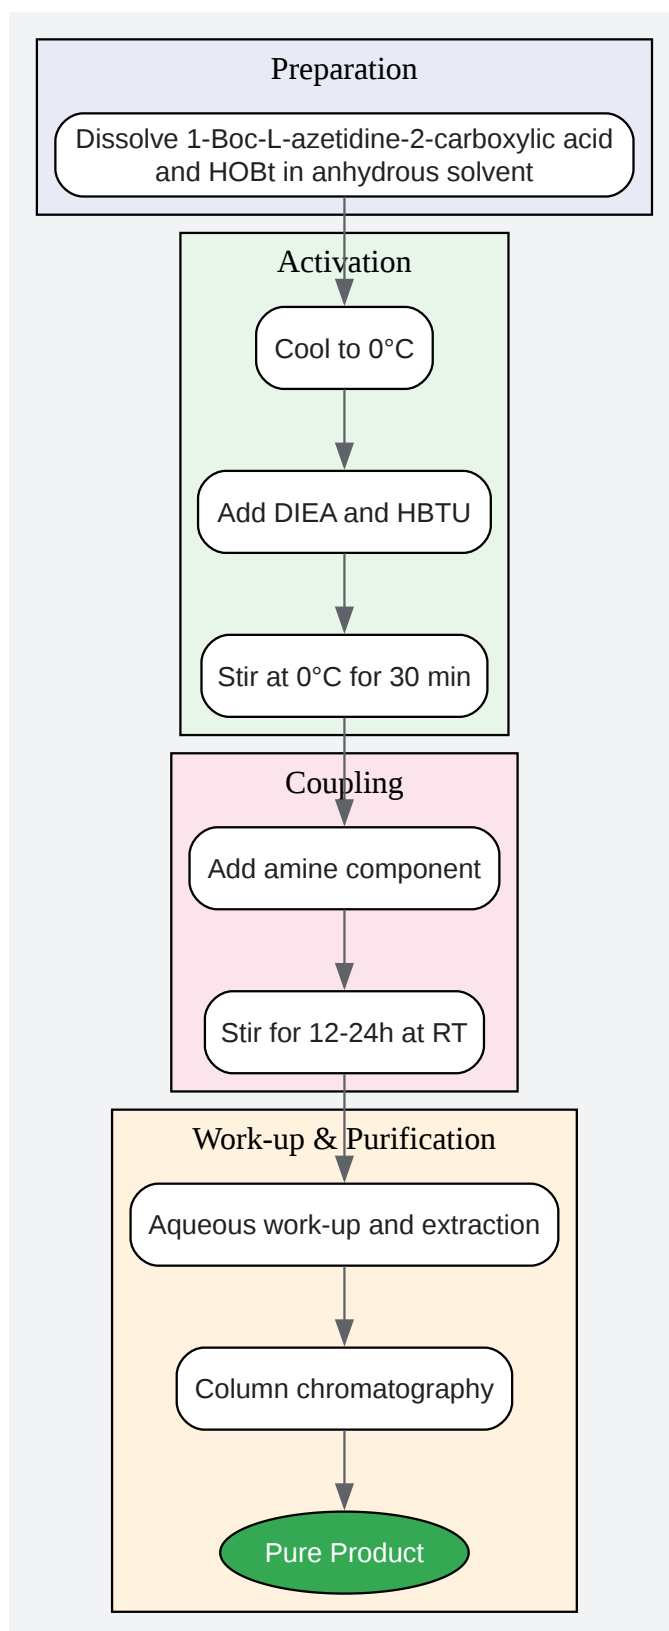 Preparation
Dissolve 1-Boc-L-azetidine-2-carboxylic acid
and HOBt in anhydrous solvent
Activation
Cool to 0°C
Add DIEA and HBTU
Stir at 0°C for 30 min
Coupling
Add amine component
Stir for 12-24h at RT
Work-up & Purification
Aqueous work-up and extraction
Column chromatography
Pure Product